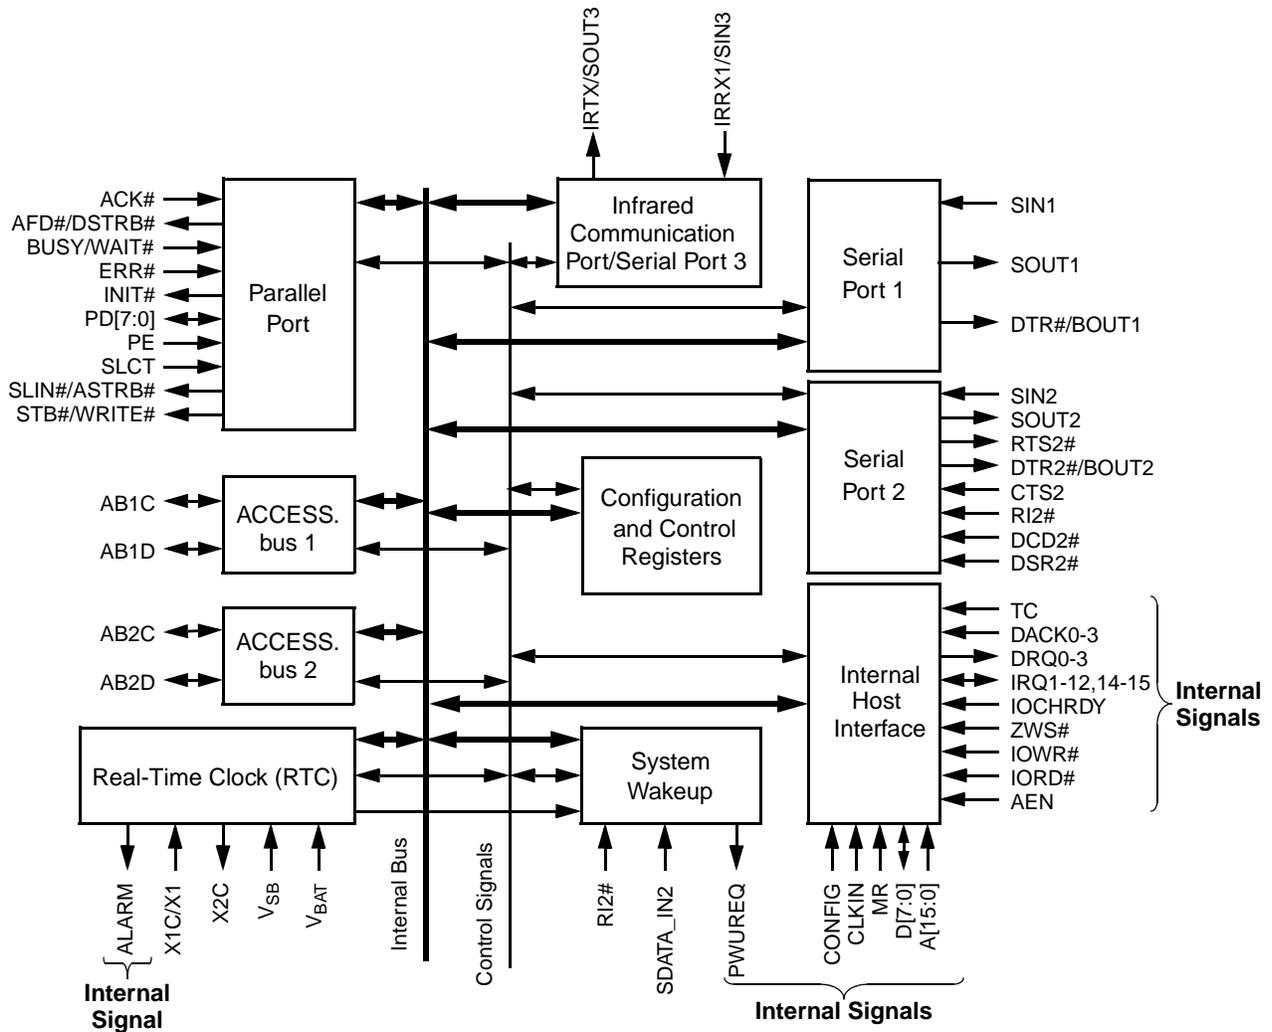 IRTX/SOUT3
IRRX1/SIN3
ACK#
AFD#/DSTRB#
BUSY/WAIT#
ERR#
INIT#
PD[7:0]
PE
SLCT
SLIN#/ASTRB#
STB#/WRITE#
Parallel
Port
Infrared
Communication
Port/Serial Port 3
Serial
Port 1
SIN1
SOUT1
DTR#/BOUT1
Serial
Port 2
SIN2
SOUT2
RTS2#
DTR2#/BOUT2
CTS2
RI2#
DCD2#
DSR2#
AB1C
AB1D
ACCESS.
bus 1
Configuration
and Control
Registers
AB2C
AB2D
ACCESS.
bus 2
Internal
Host
Interface
TC
DACK0-3
DRQ0-3
IRQ1-12,14-15
IOCHRDY
ZWS#
IOWR#
IORD#
AEN
Internal
Signals
Real-Time Clock (RTC)
System
Wakeup
ALARM
X1C/X1
X2C
VSB
VBAT
Internal Bus
Control Signals
RI2#
SDATA_IN2
PWUREQ
CONFIG
CLKIN
MR
D[7:0]
A[15:0]
Internal
Signal
Internal Signals